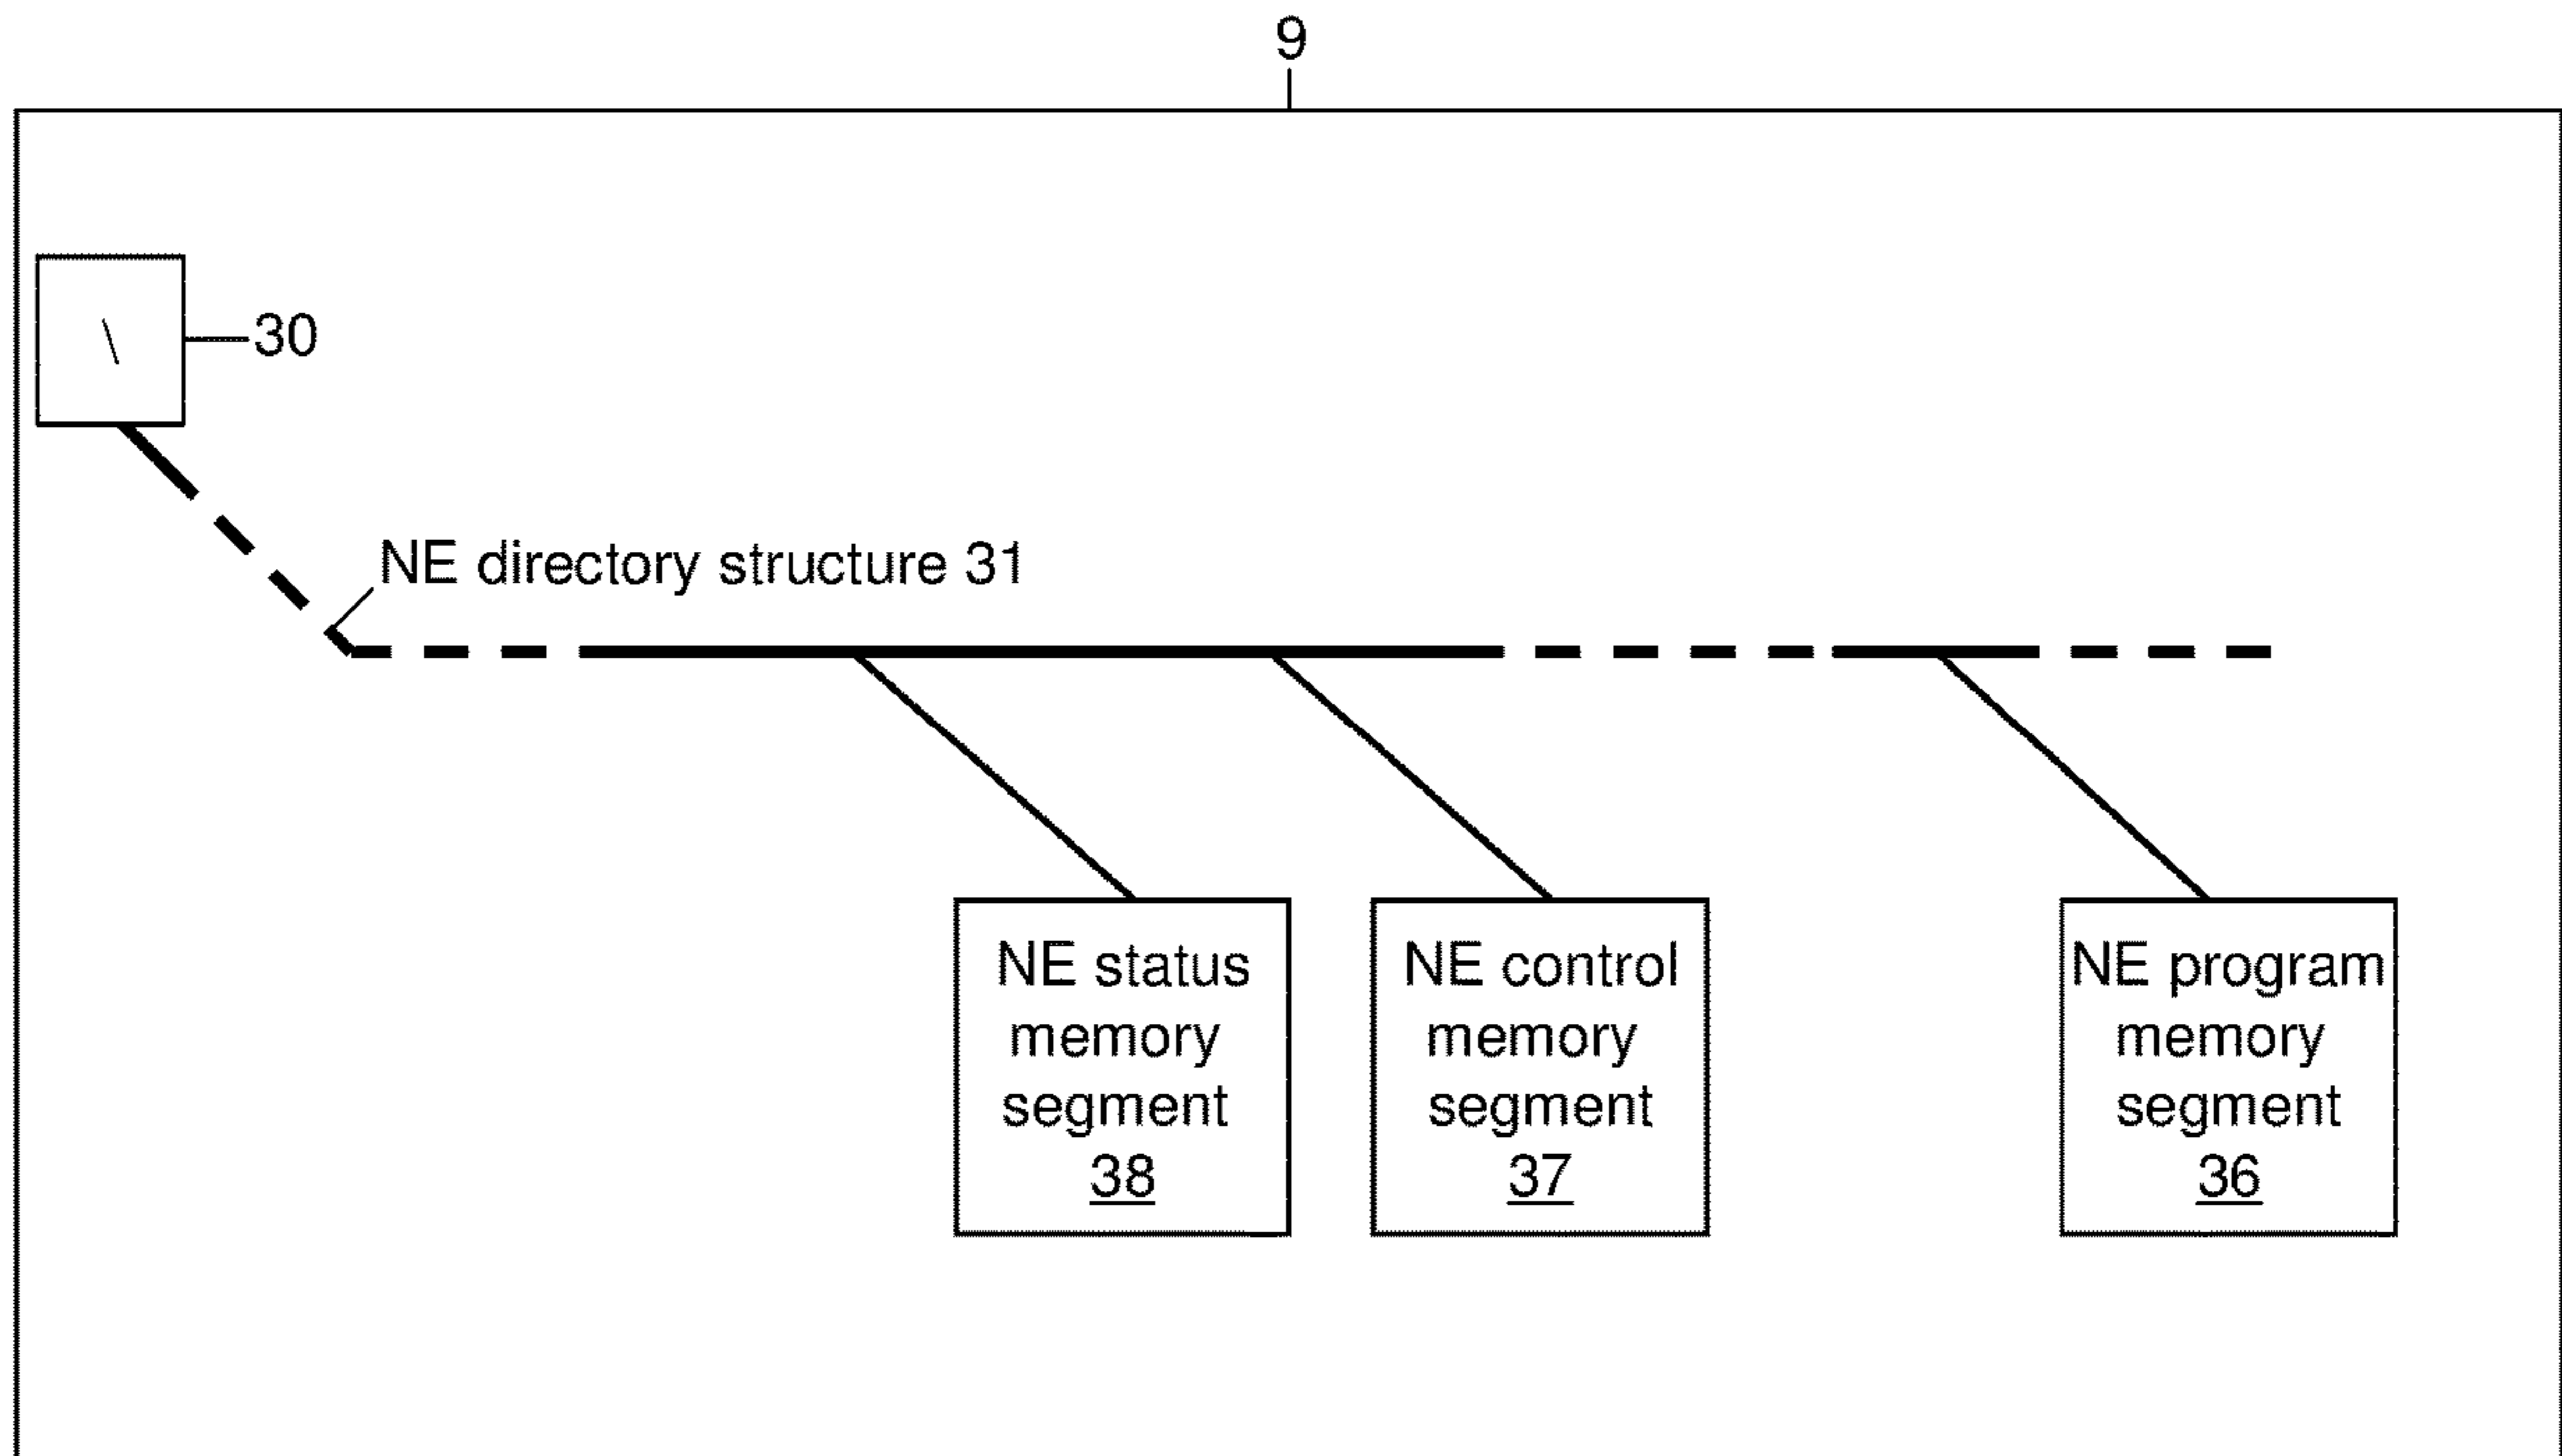 9
\
30
NE directory structure 31
NE status
memory
segment
38
NE control
memory
segment
37
NE program
memory
segment
36